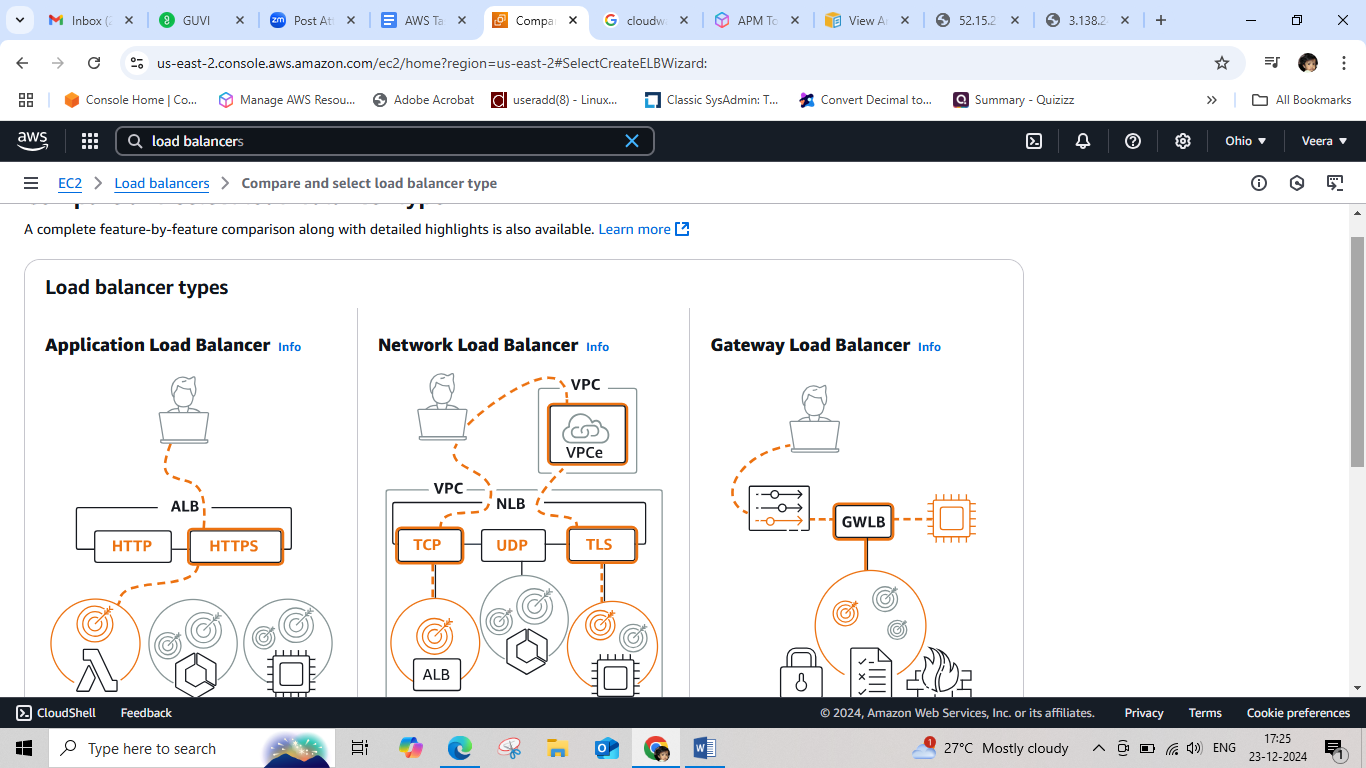 Inbox (2
GUVI
Post Att
AWS Ta
Compa
cloudwa
APM To
View A
52.15.2
3.138.2
us-east-2.console.aws.amazon.com/ec2/home?region=us-east-2#SelectCreateELBWizard:
Console Home | Co...
Manage AWS Resou...
Adobe Acrobat
useradd(8) - Linux...
Classic SysAdmin: T...
Convert Decimal to...
Summary - Quizizz
All Bookmarks
aws
load balancers
Ohio
Veera
EC2
Load balancers
Compare and select load balancer type
A complete feature-by-feature comparison along with detailed highlights is also available. Learn more
Load balancer types
Application Load Balancer Info
ALB
HTTP
HTTPS
Network Load Balancer Info
VPC
VPCe
VPC
NLB
TCP
UDP
TLS
ALB
Gateway Load Balancer Info
GWLB
CloudShell
Feedback
© 2024, Amazon Web Services, Inc. or its affiliates.
Privacy
Terms
Cookie preferences
Type here to search
27°C Mostly cloudy
ENG
17:25
23-12-2024